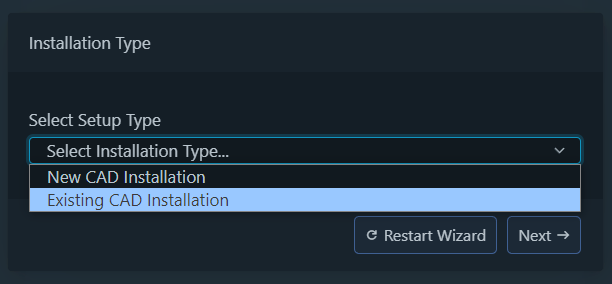 Installation Type
Select Setup Type
Select Installation Type...
New CAD Installation
Existing CAD Installation
Restart Wizard Next →